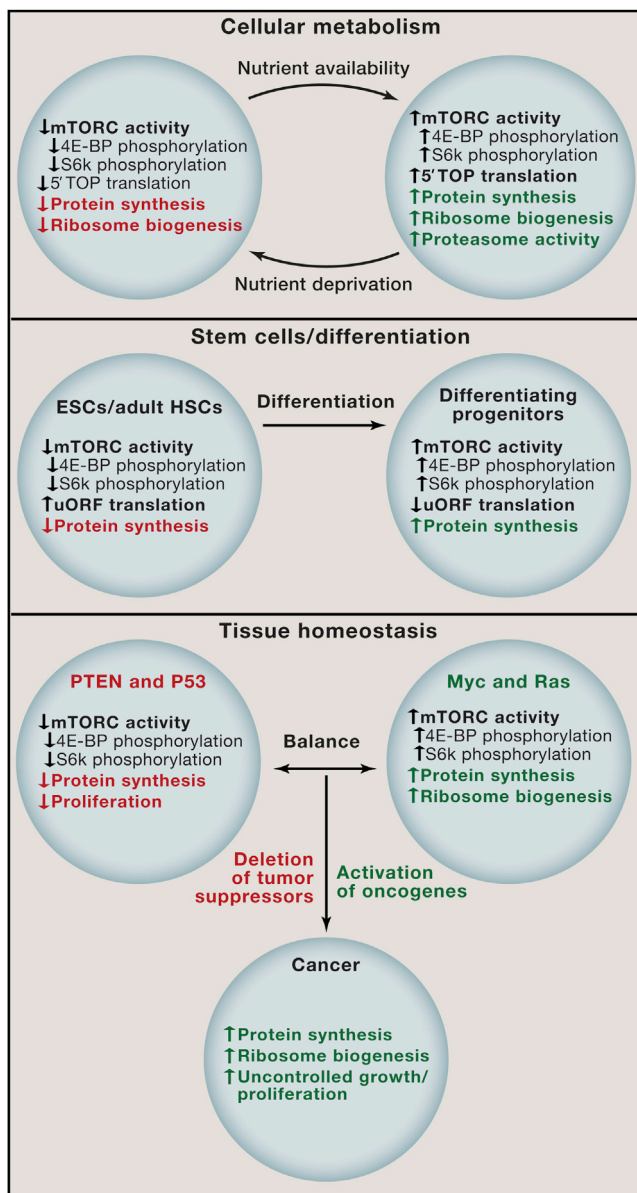 Cellular metabolism
Nutrient availability
↓mTORC activity
↓4E-BP phosphorylation
↓S6k phosphorylation
↓5′ TOP translation
↓Protein synthesis
↓Ribosome biogenesis
↑mTORC activity
↑4E-BP phosphorylation
↑S6k phosphorylation
↑5′ TOP translation
↑Protein synthesis
↑Ribosome biogenesis
↑Proteasome activity
Nutrient deprivation
Stem cells/differentiation
ESCs/adult HSCs
↓mTORC activity
↓4E-BP phosphorylation
↓S6k phosphorylation
↑uORF translation
↓Protein synthesis
Differentiation
Differentiating
progenitors
↑mTORC activity
↑4E-BP phosphorylation
↑S6k phosphorylation
↓uORF translation
↑Protein synthesis
Tissue homeostasis
PTEN and P53
↓mTORC activity
↓4E-BP phosphorylation
↓S6k phosphorylation
↓Protein synthesis
↓Proliferation
Balance
Myc and Ras
↑mTORC activity
↑4E-BP phosphorylation
↑S6k phosphorylation
↑Protein synthesis
↑Ribosome biogenesis
Deletion
of tumor
suppressors
Activation
of oncogenes
Cancer
↑Protein synthesis
↑Ribosome biogenesis
↑Uncontrolled growth/
proliferation